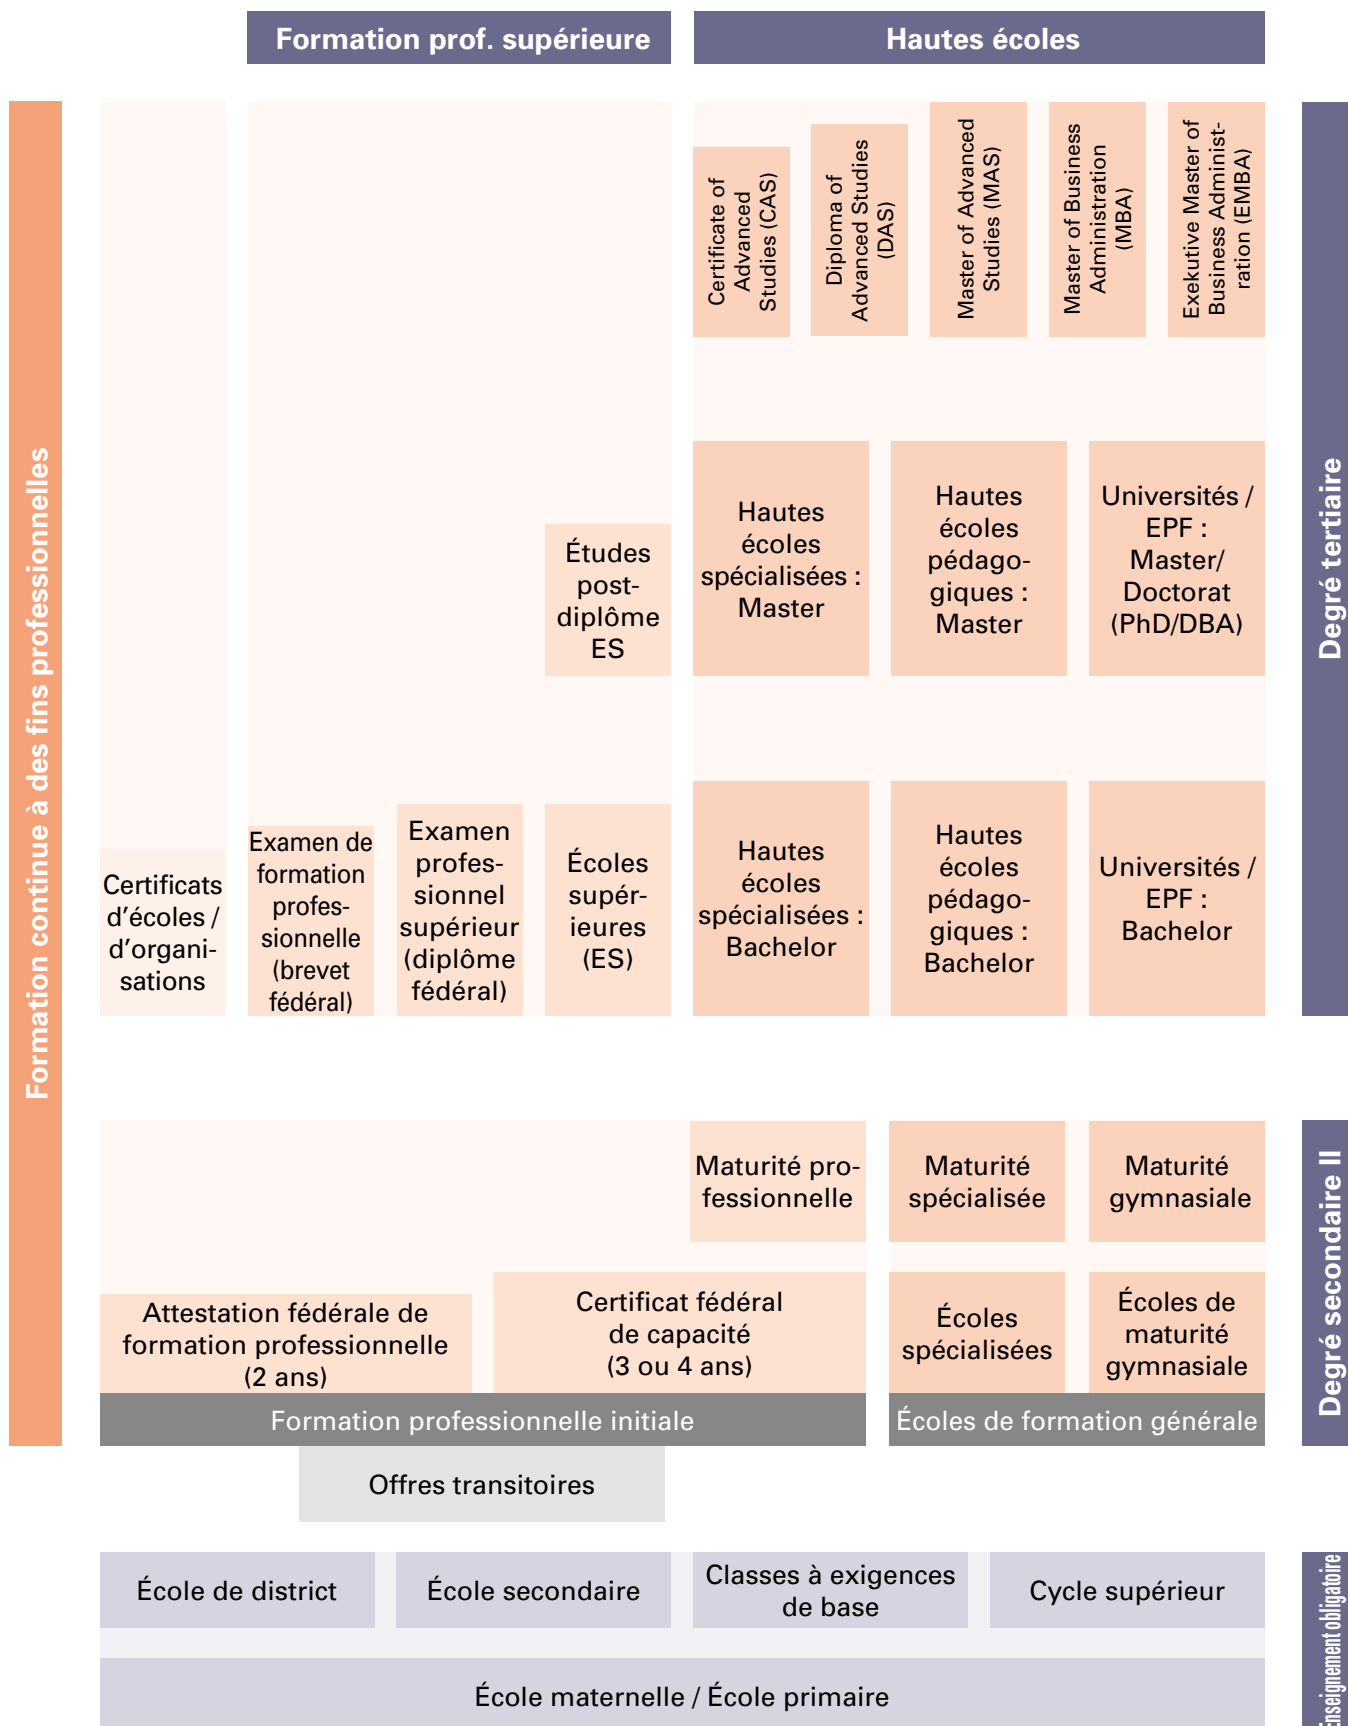 Formation prof. supérieure
Hautes écoles
Formation continue à des fins professionnelles
Degré tertiaire
Certificate of
Advanced
Studies (CAS)
Diploma of
Advanced Studies
(DAS)
Master of Advanced
Studies (MAS)
Master of Business
Administration
(MBA)
Exekutive Master of
Business Administ-
ration (EMBA)
Études
post-
diplôme
ES
Hautes
écoles
spécialisées :
Master
Hautes
écoles
pédago-
giques :
Master
Universités /
EPF :
Master/
Doctorat
(PhD/DBA)
Certificats
d'écoles /
d'organi-
sations
Examen de
formation
profes-
sionnelle
(brevet
fédéral)
Examen
profes-
sionnel
supérieur
(diplôme
fédéral)
Écoles
supér-
ieures
(ES)
Hautes
écoles
spécialisées :
Bachelor
Hautes
écoles
pédago-
giques :
Bachelor
Universités /
EPF :
Bachelor
Degré secondaire II
Maturité pro-
fessionnelle
Maturité
spécialisée
Maturité
gymnasiale
Attestation fédérale de
formation professionnelle
(2 ans)
Certificat fédéral
de capacité
(3 ou 4 ans)
Écoles
spécialisées
Écoles de
maturité
gymnasiale
Formation professionnelle initiale
Écoles de formation générale
Offres transitoires
Enseignement obligatoire
École de district
École secondaire
Classes à exigences
de base
Cycle supérieur
École maternelle / École primaire